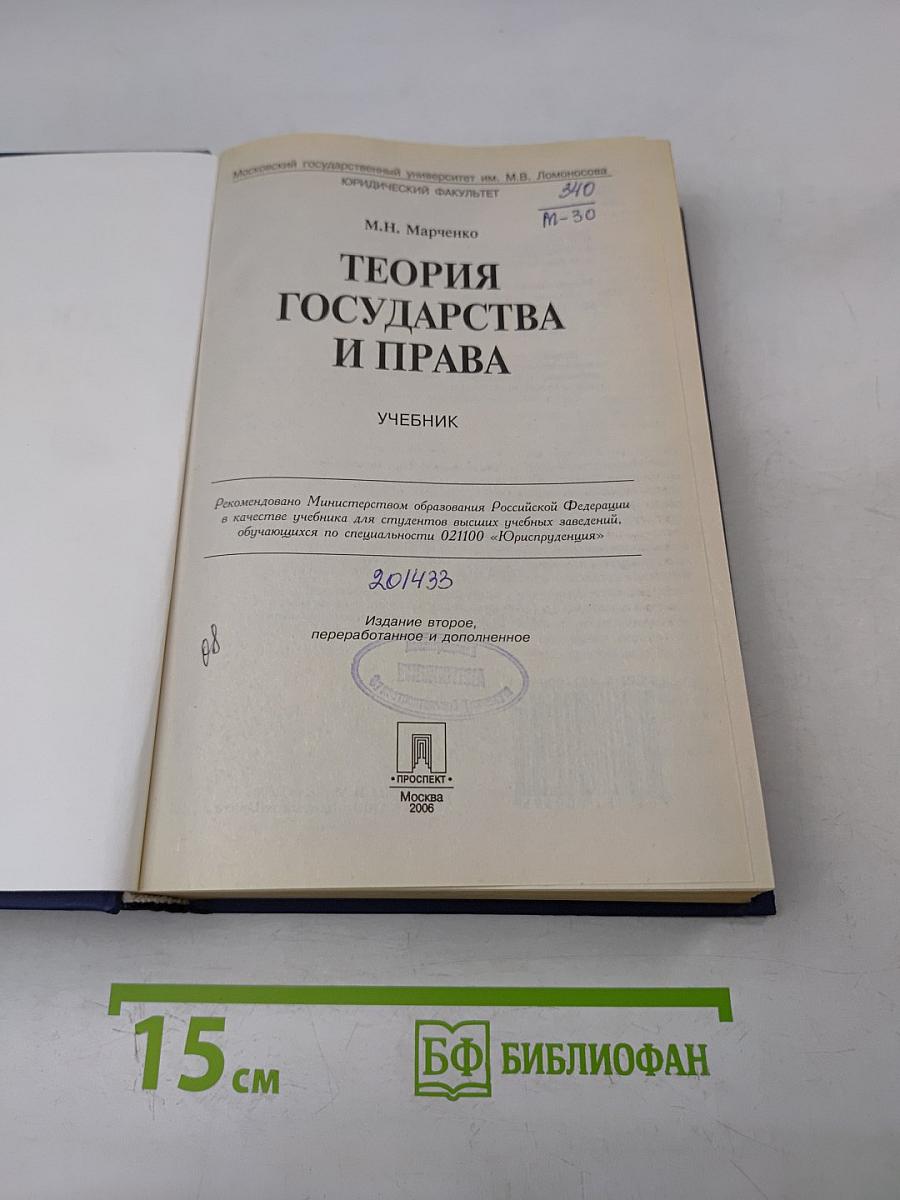 Московский государственный университет им. М.В. Ломоносова
ЮРИДИЧЕСКИЙ ФАКУЛЬТЕТ
340
М-30
М.Н. Марченко
ТЕОРИЯ
ГОСУДАРСТВА
И ПРАВА
УЧЕБНИК
Рекомендовано Министерством образования Российской Федерации
в качестве учебника для студентов высших учебных заведений,
обучающихся по специальности 021100 «Юриспруденция»
201433
Издание второе,
переработанное и дополненное
08
БИБЛИОТЕКА
• ПРОСПЕКТ •
Москва
2006
15 см
БФ БИБЛИОФАН